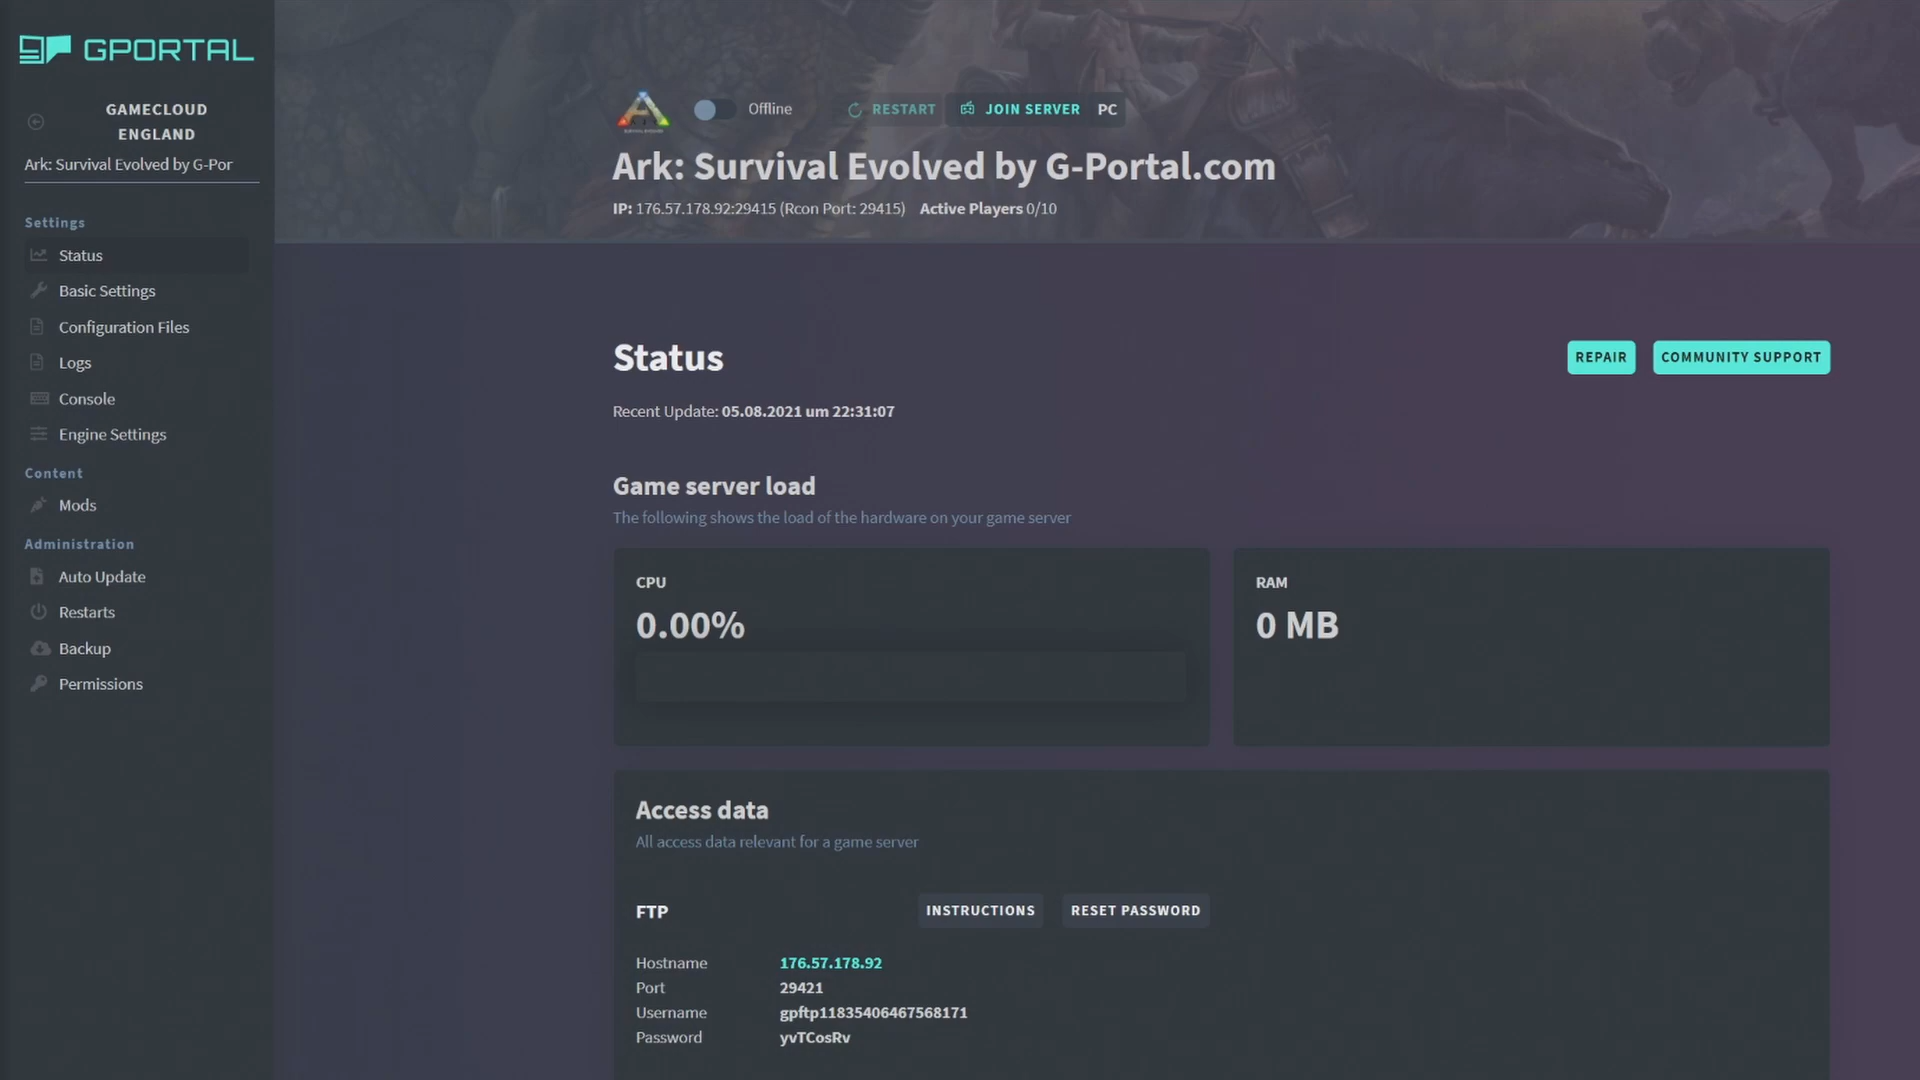 GPORTAL
GAMECLOUD
ENGLAND
Ark: Survival Evolved by G-Por
Settings
Status
Basic Settings
Configuration Files
Logs
Console
Engine Settings
Content
Mods
Administration
Auto Update
Restarts
Backup
Permissions
Offline RESTART JOIN SERVER PC
Ark: Survival Evolved by G-Portal.com
IP: 176.57.178.92:29415 (Rcon Port: 29415) Active Players 0/10
Status REPAIR COMMUNITY SUPPORT
Recent Update: 05.08.2021 um 22:31:07
Game server load
The following shows the load of the hardware on your game server
CPU
0.00%
RAM
0 MB
Access data
All access data relevant for a game server
FTP INSTRUCTIONS RESET PASSWORD
Hostname 176.57.178.92
Port 29421
Username gpftp11835406467568171
Password yvTCosRv